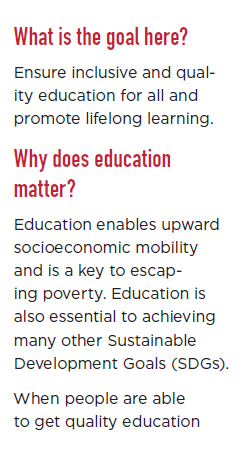 What is the goal here?
Ensure inclusive and qual-
ity education for all and
promote lifelong learning.
Why does education
matter?
Education enables upward
socioeconomic mobility
and is a key to escap-
ing poverty. Education is
also essential to achieving
many other Sustainable
Development Goals (SDGs).
When people are able
to get quality education